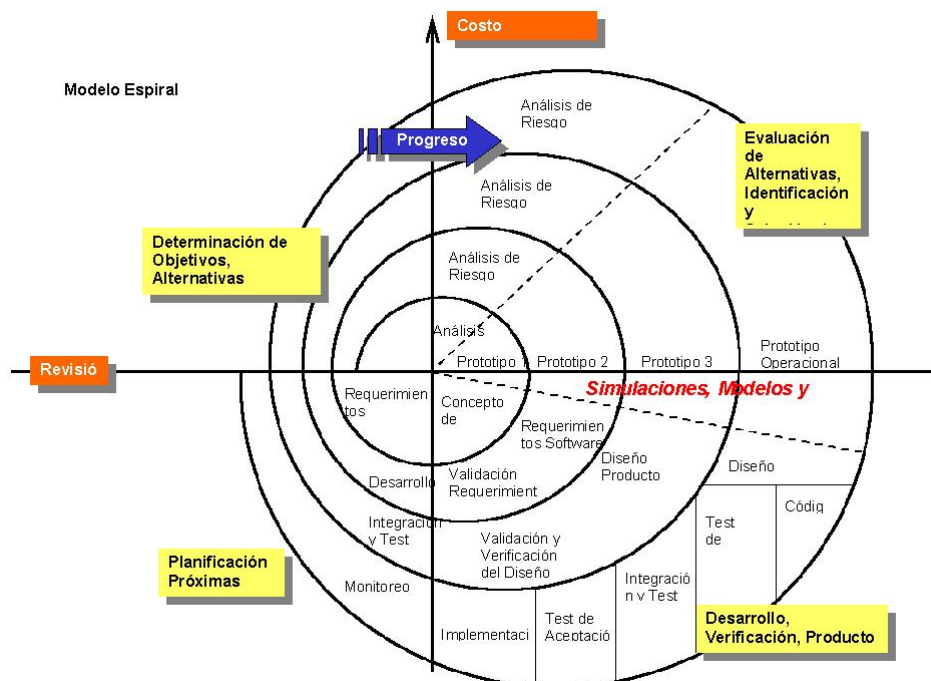 Costo
Modelo Espiral
Análisis de
Riesgo
Progreso
Evaluación
de
Alternativas,
Identificación
y
Análisis de
Riesgo
Determinación de
Objetivos,
Alternativas
Análisis de
Riesgo
Análisis
Prototipo 1
Prototipo 2
Prototipo 3
Prototipo
Operacional
Revisió
Simulaciones, Modelos y
Requerimien
tos
Concepto
de
Requerimien
tos Software
Diseño
Producto
Diseño
Desarrollo
Validación
Requerimient
Códig
Integración
y Test
Test
de
Validación y
Verificación
del Diseño
Planificación
Próximas
Monitoreo
Integració
n y Test
Implementaci
Test de
Aceptació
Desarrollo,
Verificación, Producto